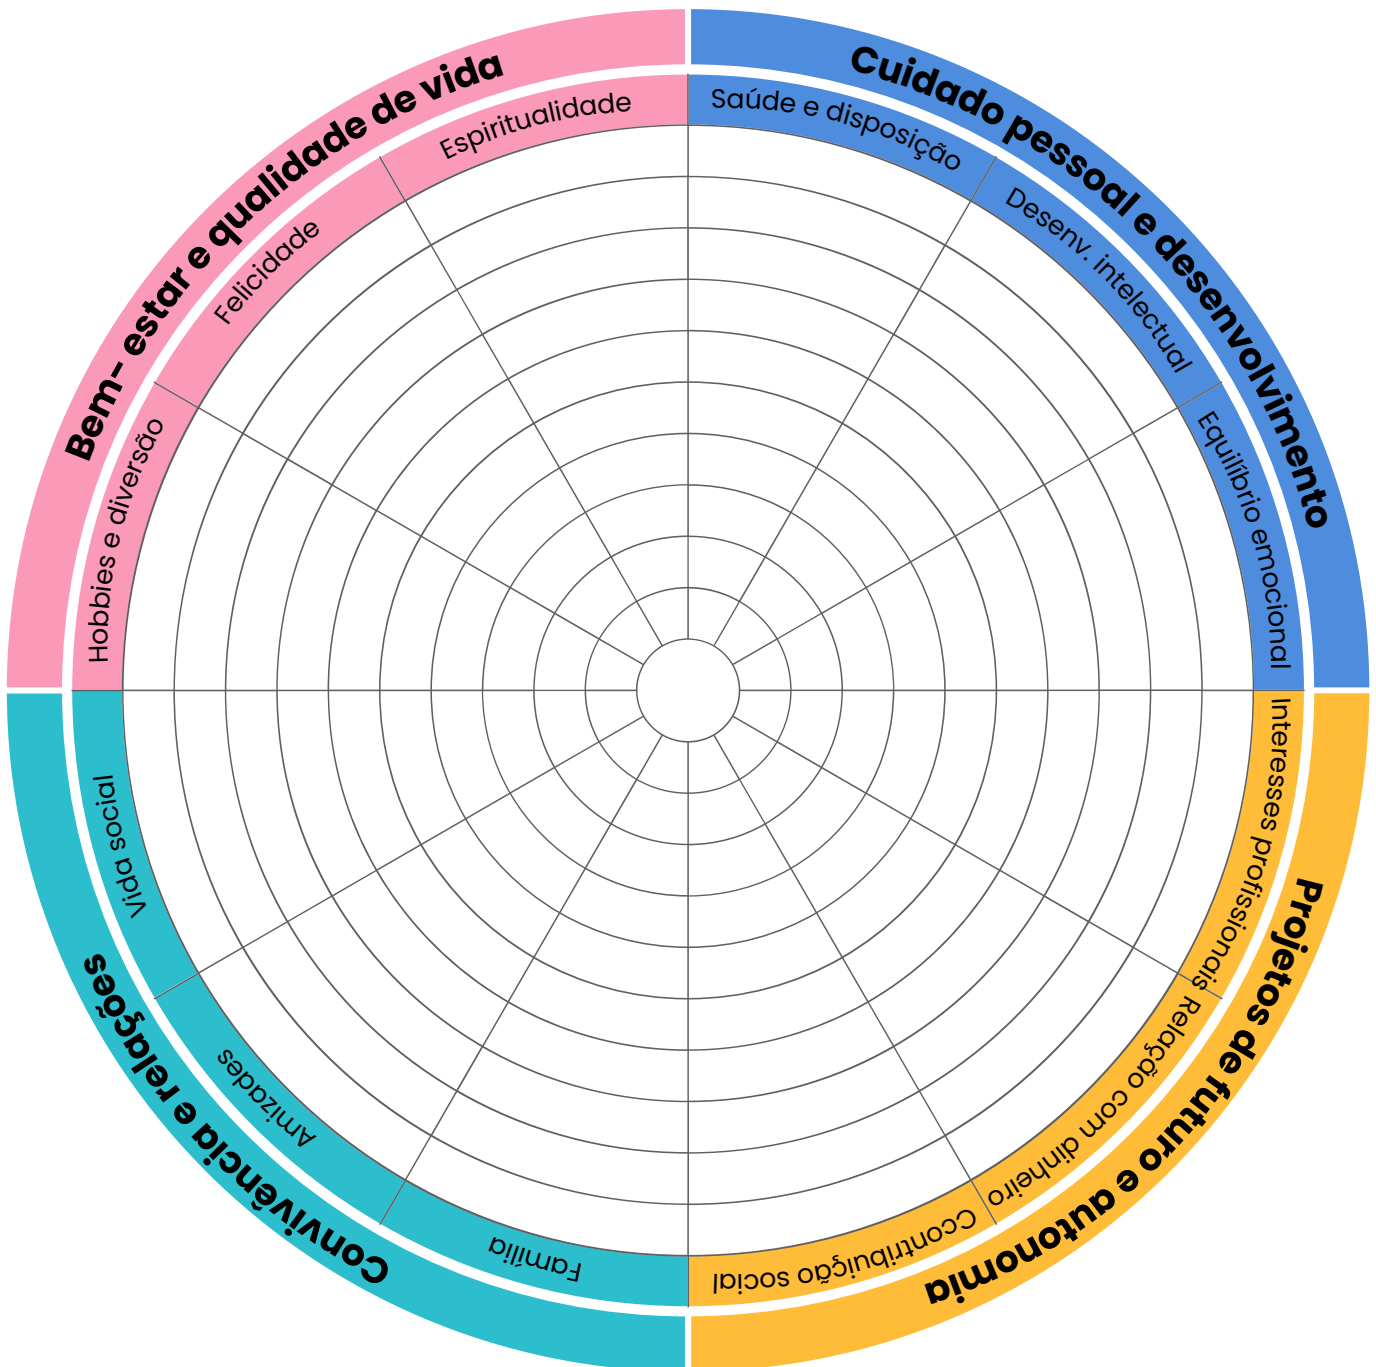 Cuidado pessoal e desenvolvimento
Saúde e disposição
Desenv. intelectual
Equilíbrio emocional
Projetos de futuro e autonomia
Interesses profissionais
Relação com dinheiro
Ccontribuição social
Convivência e relações
Família
Amizades
Vida social
Bem- estar e qualidade de vida
Hobbies e diversão
Felicidade
Espiritualidade